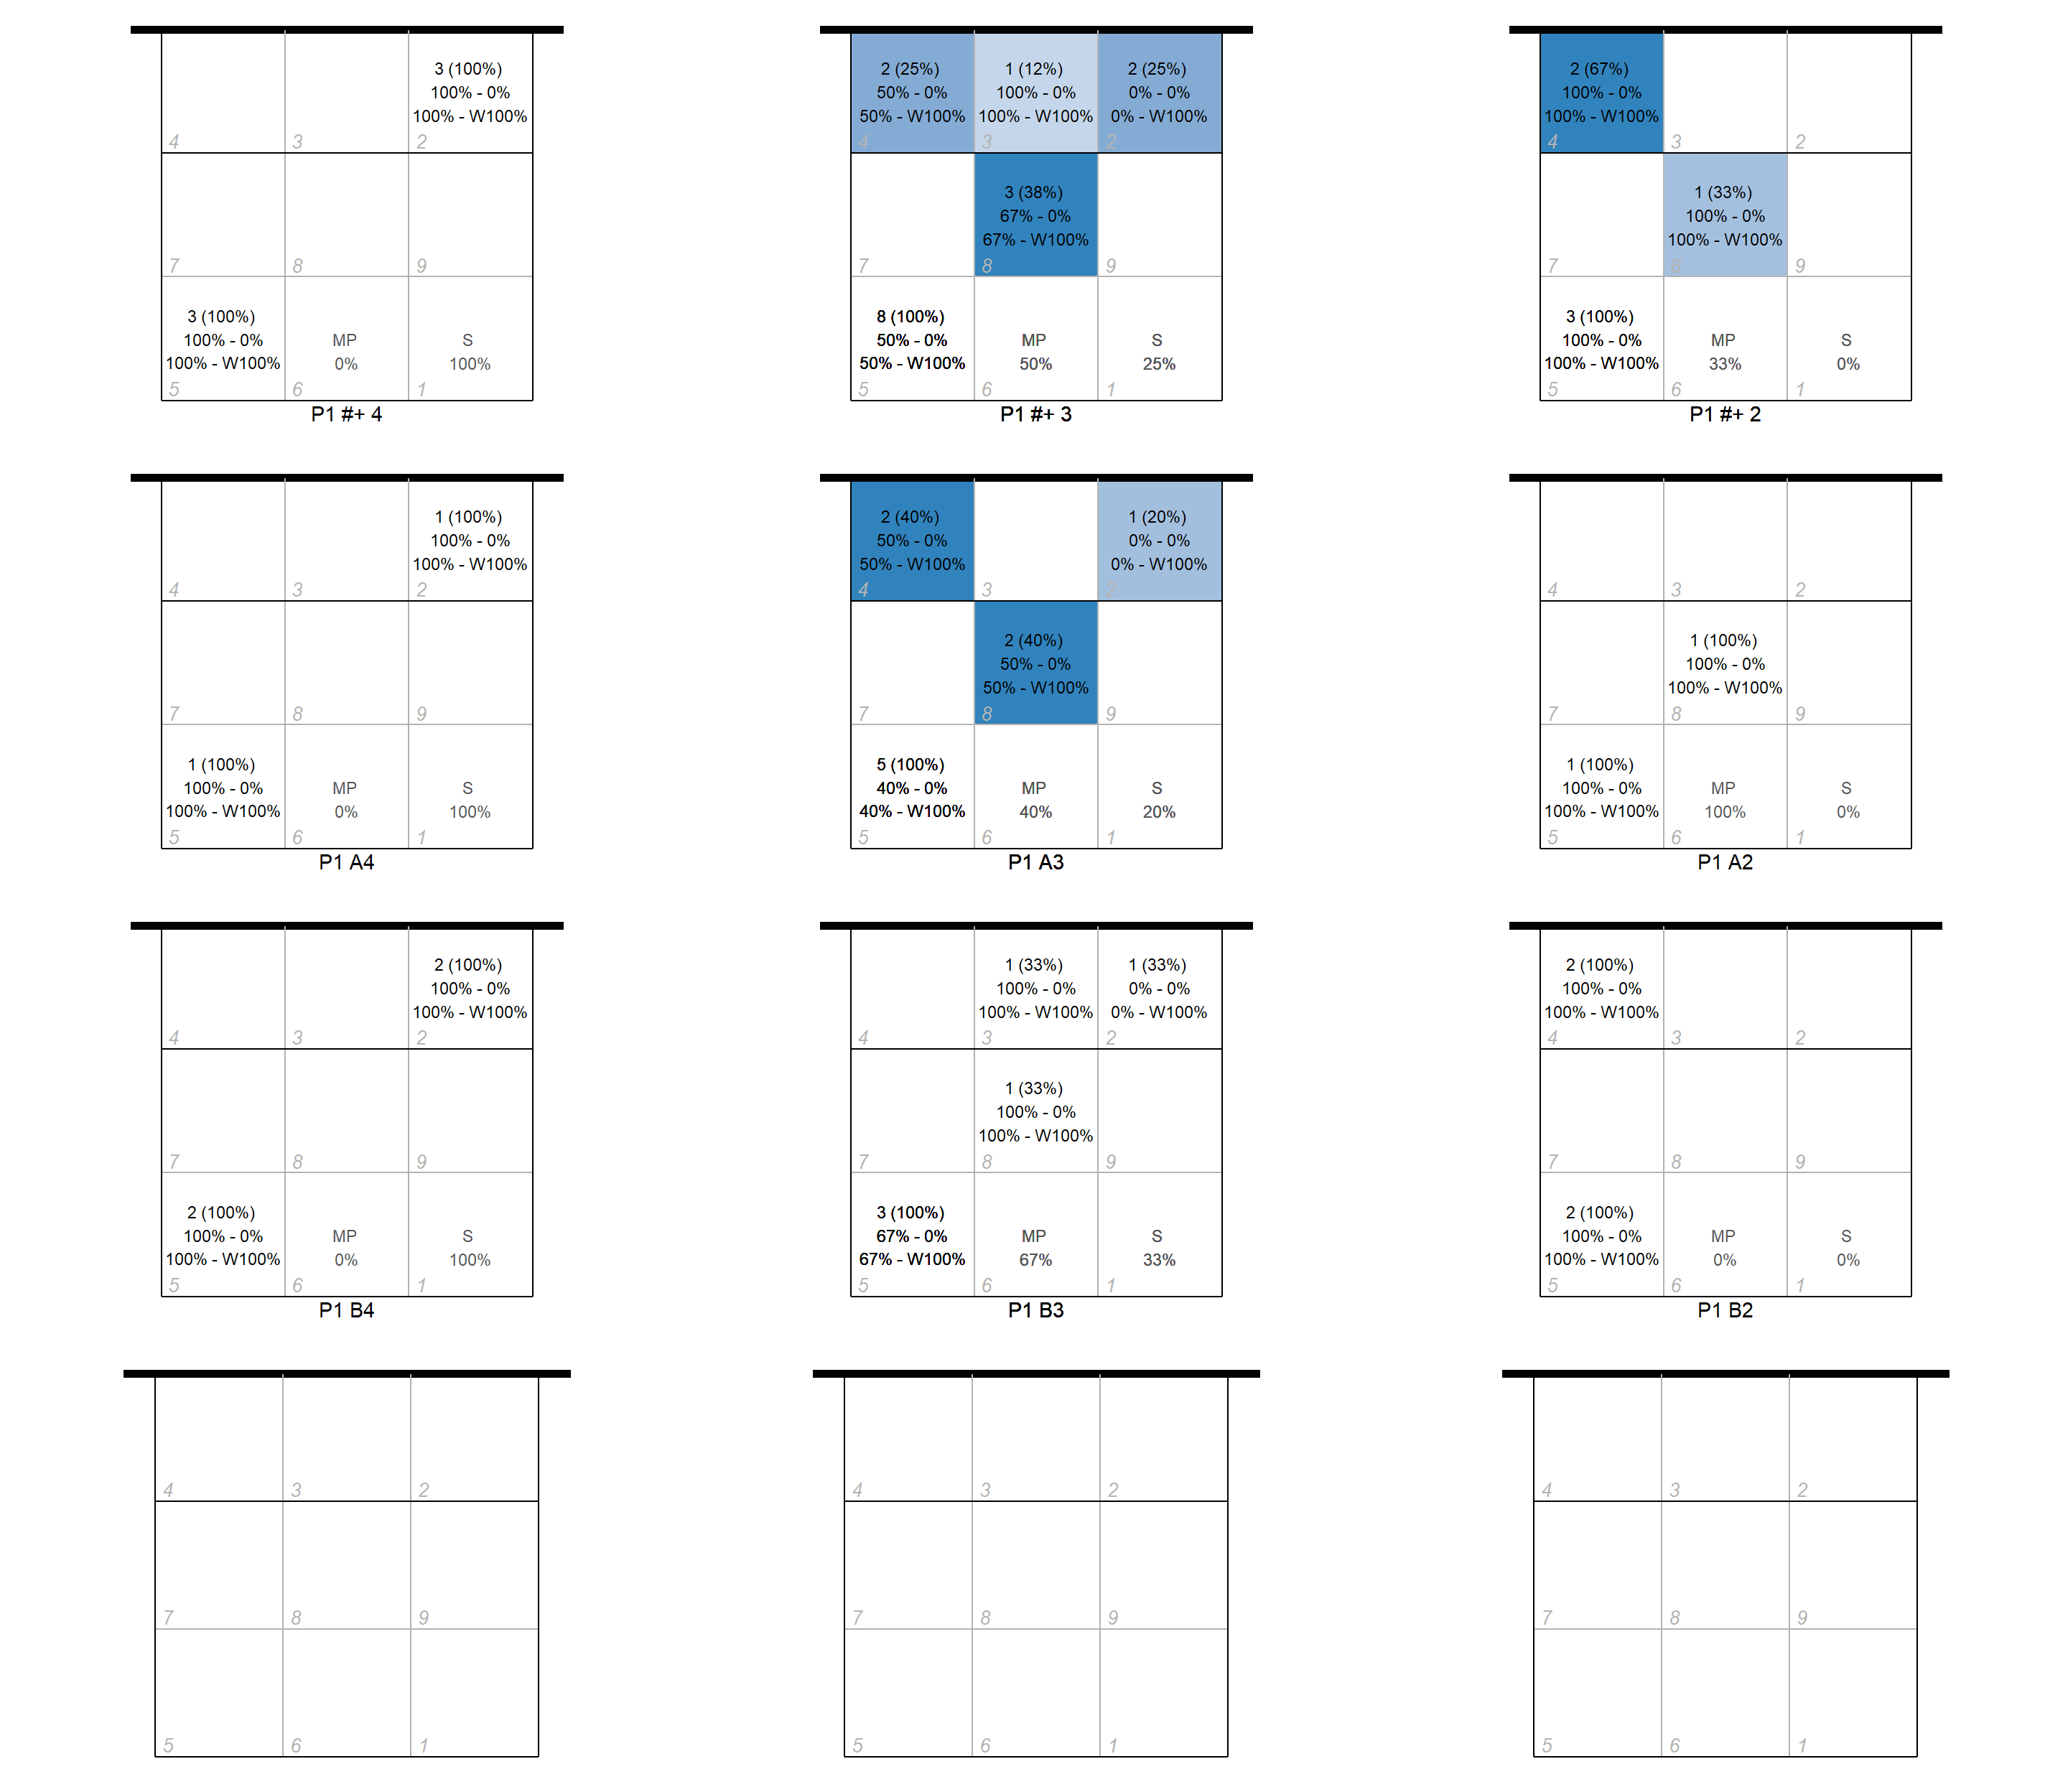 3 (100%)
100% - 0%
100% - W100%
4 3 2
7 8 9
3 (100%)
100% - 0% MP S
100% - W100% 0% 100%
5 6 1
P1 #+ 4
2 (25%) 1 (12%) 2 (25%)
50% - 0% 100% - 0% 0% - 0%
50% - W100% 100% - W100% 0% - W100%
4 3 2
3 (38%)
67% - 0%
67% - W100%
7 8 9
8 (100%)
50% - 0% MP S
50% - W100% 50% 25%
5 6 1
P1 #+ 3
2 (67%)
100% - 0%
100% - W100%
4 3 2
1 (33%)
100% - 0%
100% - W100%
7 8 9
3 (100%)
100% - 0% MP S
100% - W100% 33% 0%
5 6 1
P1 #+ 2
1 (100%)
100% - 0%
100% - W100%
4 3 2
7 8 9
1 (100%)
100% - 0% MP S
100% - W100% 0% 100%
5 6 1
P1 A4
2 (40%) 1 (20%)
50% - 0% 0% - 0%
50% - W100% 0% - W100%
4 3 2
2 (40%)
50% - 0%
50% - W100%
7 8 9
5 (100%)
40% - 0% MP S
40% - W100% 40% 20%
5 6 1
P1 A3
4 3 2
1 (100%)
100% - 0%
100% - W100%
7 8 9
1 (100%)
100% - 0% MP S
100% - W100% 100% 0%
5 6 1
P1 A2
2 (100%)
100% - 0%
100% - W100%
4 3 2
7 8 9
2 (100%)
100% - 0% MP S
100% - W100% 0% 100%
5 6 1
P1 B4
1 (33%) 1 (33%)
100% - 0% 0% - 0%
100% - W100% 0% - W100%
4 3 2
1 (33%)
100% - 0%
100% - W100%
7 8 9
3 (100%)
67% - 0% MP S
67% - W100% 67% 33%
5 6 1
P1 B3
2 (100%)
100% - 0%
100% - W100%
4 3 2
7 8 9
2 (100%)
100% - 0% MP S
100% - W100% 0% 0%
5 6 1
P1 B2
4 3 2
7 8 9
5 6 1
4 3 2
7 8 9
5 6 1
4 3 2
7 8 9
5 6 1